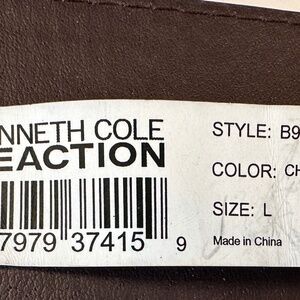 NNETH COLE
EACTION
7979 37415 9
STYLE: B9
COLOR: CH
SIZE: L
Made in China